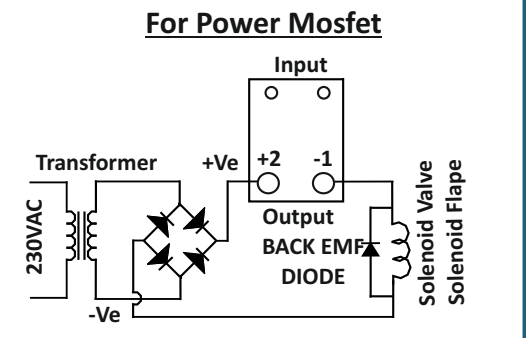 For Power Mosfet
Input
Transformer
+Ve
+2
-1
230VAC
Output
BACK EMF
DIODE
-Ve
Solenoid Valve
Solenoid Flape